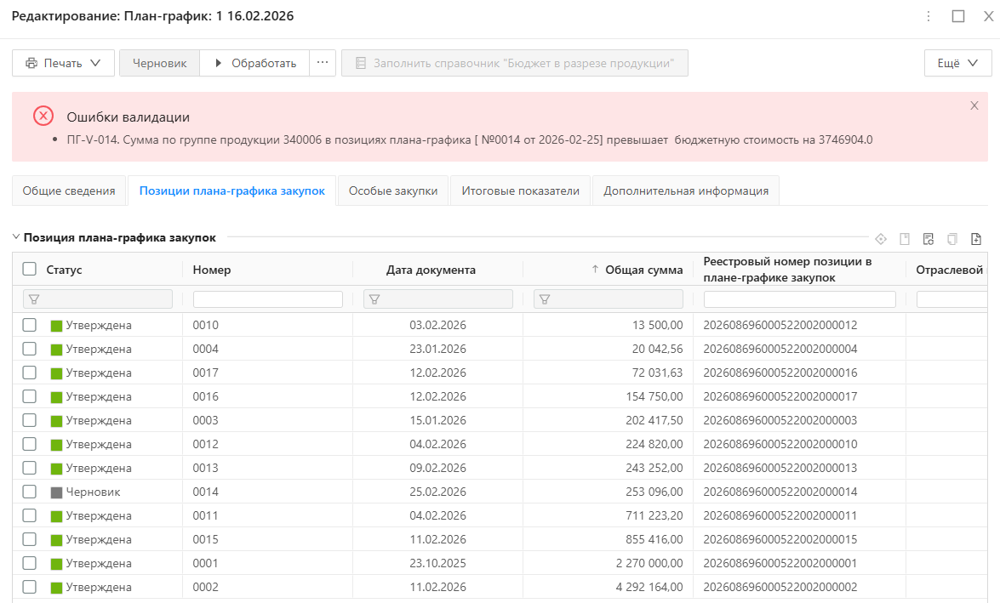 Редактирование: План-график: 1 16.02.2026
Печать Черновик Обработать ... Заполнить справочник "Бюджет в разрезе продукции" Ещё
Ошибки валидации
• ПГ-V-014. Сумма по группе продукции 340006 в позициях плана-графика [ №0014 от 2026-02-25] превышает  бюджетную стоимость на 3746904.0
Общие сведения Позиции плана-графика закупок Особые закупки Итоговые показатели Дополнительная информация
Позиция плана-графика закупок
Статус Номер Дата документа Общая сумма Реестровый номер позиции в плане-графике закупок Отраслевой
Утверждена 0010 03.02.2026 13 500,00 202608696000522002000012
Утверждена 0004 23.01.2026 20 042,56 202608696000522002000004
Утверждена 0017 12.02.2026 72 031,63 202608696000522002000016
Утверждена 0016 12.02.2026 154 750,00 202608696000522002000017
Утверждена 0003 15.01.2026 202 417,50 202608696000522002000003
Утверждена 0012 04.02.2026 224 820,00 202608696000522002000010
Утверждена 0013 09.02.2026 243 252,00 202608696000522002000013
Черновик 0014 25.02.2026 253 096,00 202608696000522002000014
Утверждена 0011 04.02.2026 711 223,20 202608696000522002000011
Утверждена 0015 11.02.2026 855 416,00 202608696000522002000015
Утверждена 0001 23.10.2025 2 270 000,00 202608696000522002000001
Утверждена 0002 11.02.2026 4 292 164,00 202608696000522002000002